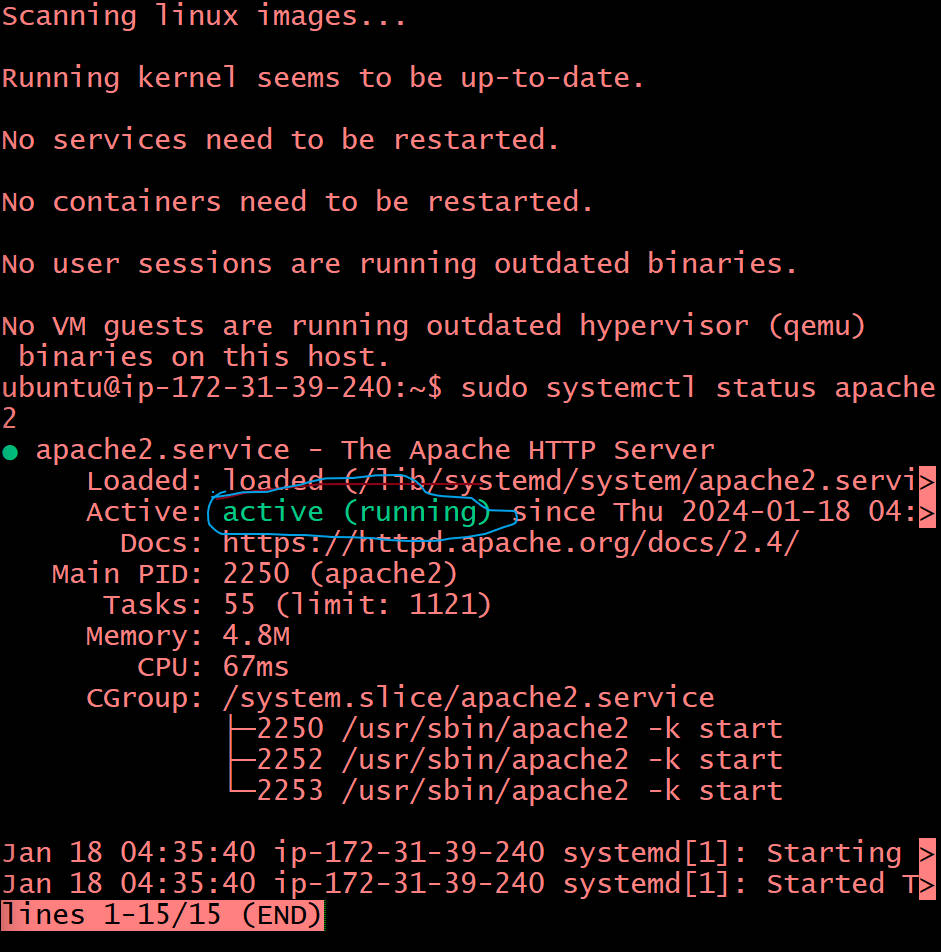 Scanning linux images...
Running kernel seems to be up-to-date.
No services need to be restarted.
No containers need to be restarted.
No user sessions are running outdated binaries.
No VM guests are running outdated hypervisor (qemu)
 binaries on this host.
ubuntu@ip-172-31-39-240:~$ sudo systemctl status apache
2
● apache2.service - The Apache HTTP Server
     Loaded: loaded (/lib/systemd/system/apache2.servi>
     Active: active (running) since Thu 2024-01-18 04:>
       Docs: https://httpd.apache.org/docs/2.4/
   Main PID: 2250 (apache2)
      Tasks: 55 (limit: 1121)
     Memory: 4.8M
        CPU: 67ms
     CGroup: /system.slice/apache2.service
             ├─2250 /usr/sbin/apache2 -k start
             ├─2252 /usr/sbin/apache2 -k start
             └─2253 /usr/sbin/apache2 -k start
Jan 18 04:35:40 ip-172-31-39-240 systemd[1]: Starting >
Jan 18 04:35:40 ip-172-31-39-240 systemd[1]: Started T>
lines 1-15/15 (END)